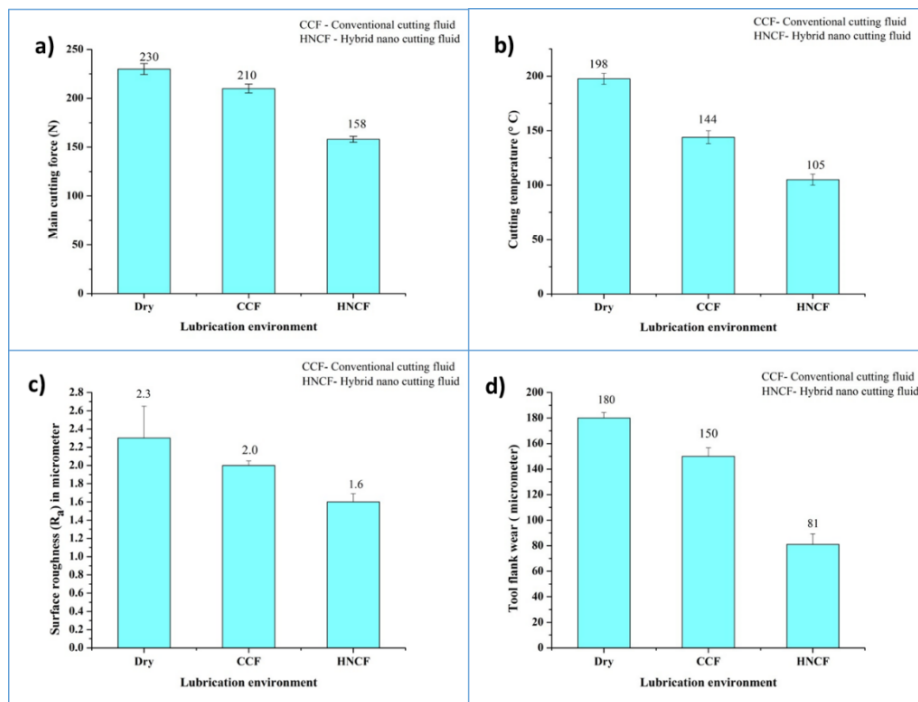 CCF - Conventional cutting fluid
HNCF - Hybrid nano cutting fluid
a)
230
210
158
200
150
100
50
0
Main cutting force (N)
Dry CCF HNCF
Lubrication environment
CCF- Conventional cutting fluid
HNCF- Hybrid nano cutting fluid
b)
198
144
105
200
150
100
50
0
Cutting temperature (° C)
Dry CCF HNCF
Lubrication environment
CCF- Conventional cutting fluid
HNCF- Hybrid nano cutting fluid
c)
2.3
2.0
1.6
2.8
2.6
2.4
2.2
2.0
1.8
1.6
1.4
1.2
1.0
0.8
0.6
0.4
0.2
0.0
Surface roughness (Ra) in micrometer
Dry CCF HNCF
Lubrication environment
CCF- Conventional cutting fluid
HNCF- Hybrid nano cutting fluid
d)
180
150
81
200
180
160
140
120
100
80
60
40
20
0
Tool flank wear ( micrometer)
Dry CCF HNCF
Lubrication environment